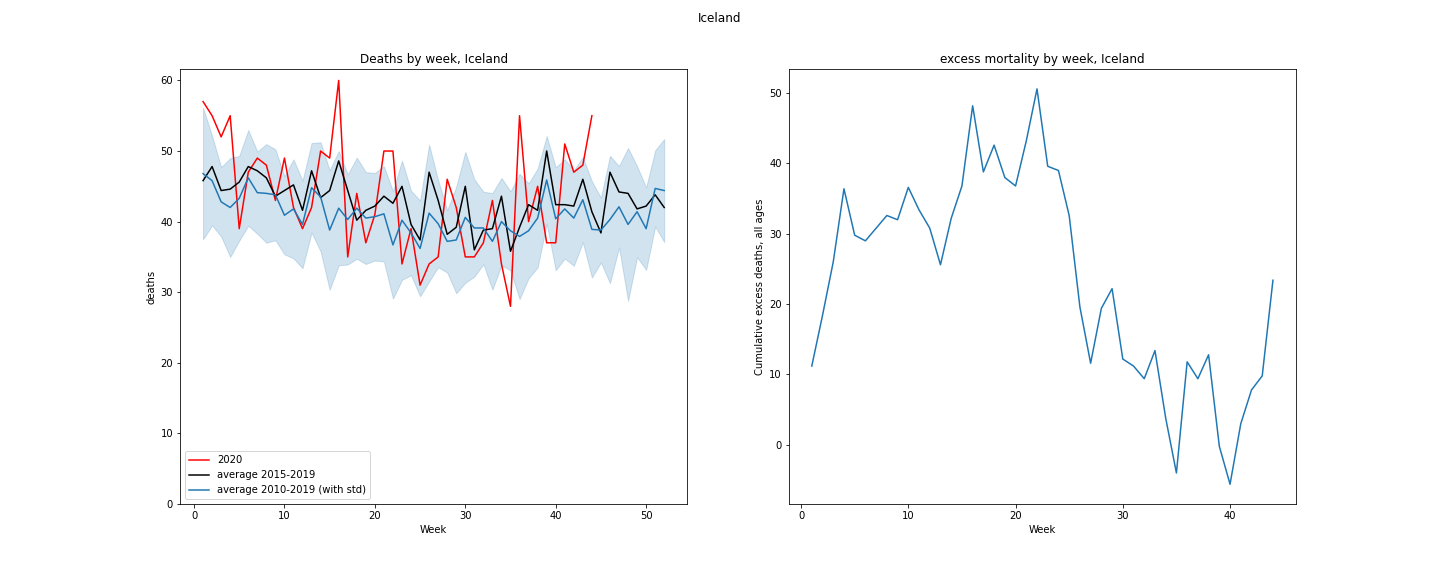 Iceland
Deaths by week, Iceland
60
50
40
30
20
10
0
deaths
2020
average 2015-2019
average 2010-2019 (with std)
0 10 20 30 40 50
Week
excess mortality by week, Iceland
50
40
30
20
10
0
Cumulative excess deaths, all ages
0 10 20 30 40
Week